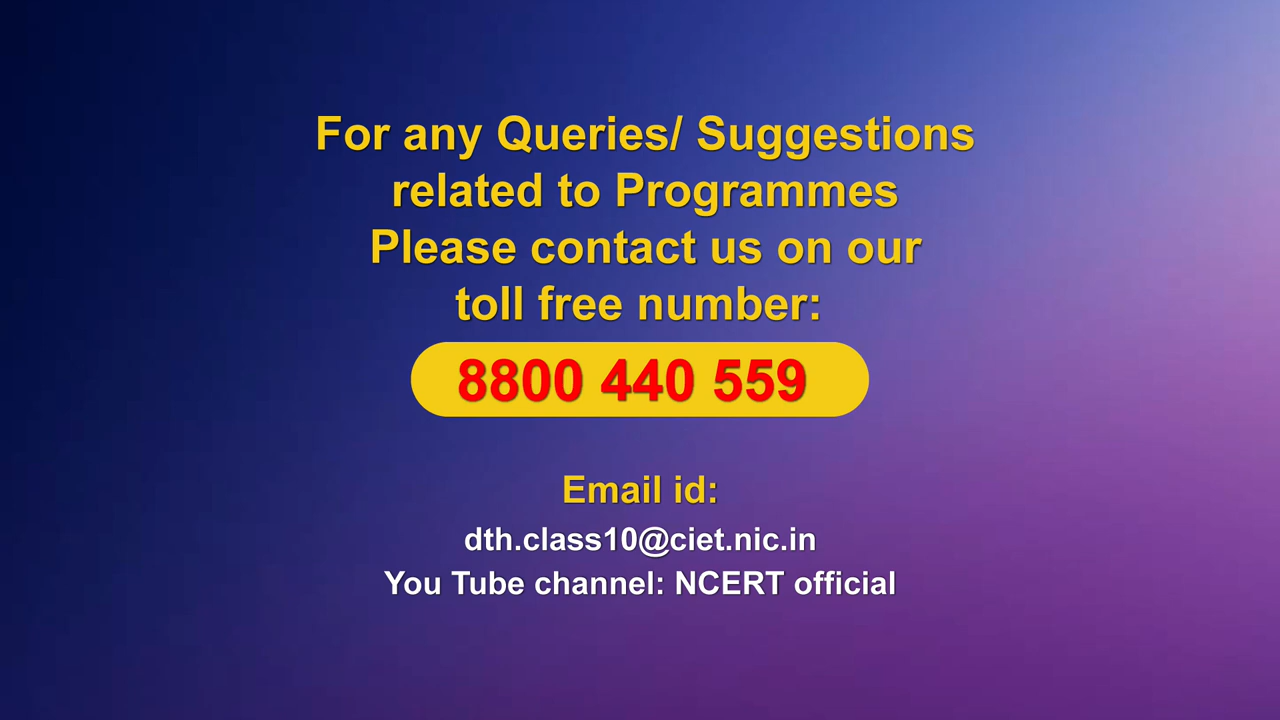 For any Queries/ Suggestions
related to Programmes
Please contact us on our
toll free number:
8800 440 559
Email id:
dth.class10@ciet.nic.in
You Tube channel: NCERT official